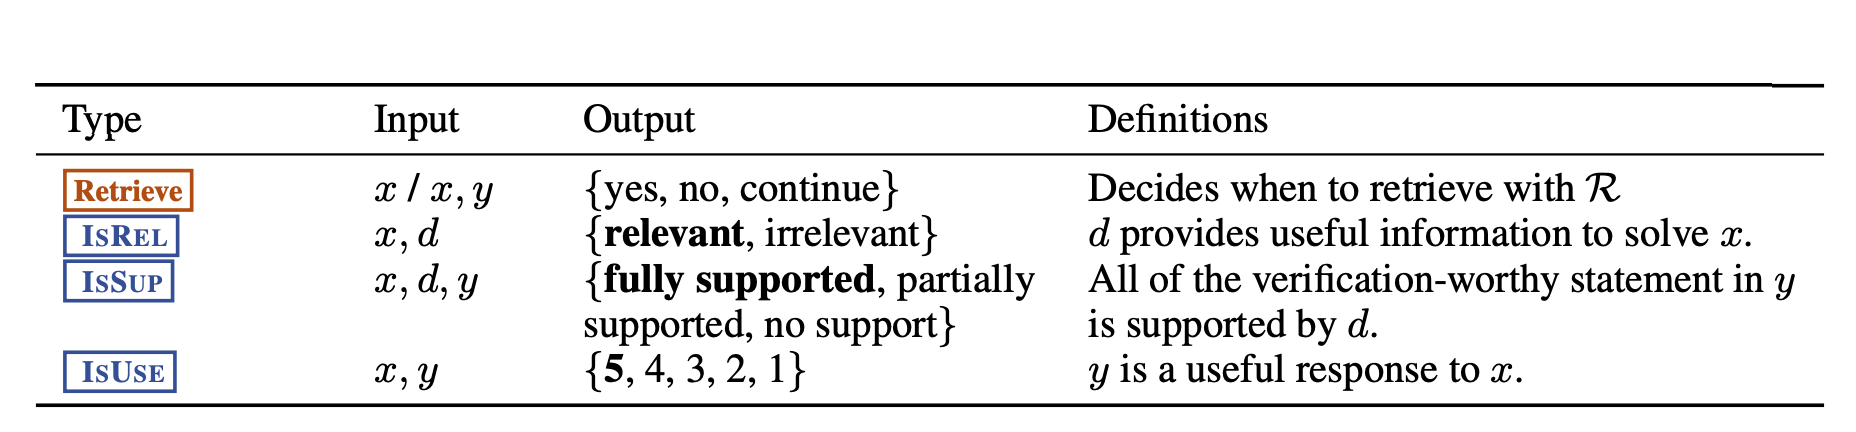 Type Input Output Definitions
Retrieve x / x, y {yes, no, continue} Decides when to retrieve with R
ISREL x, d {relevant, irrelevant} d provides useful information to solve x.
ISSUP x, d, y {fully supported, partially All of the verification-worthy statement in y
supported, no support} is supported by d.
ISUSE x, y {5, 4, 3, 2, 1} y is a useful response to x.